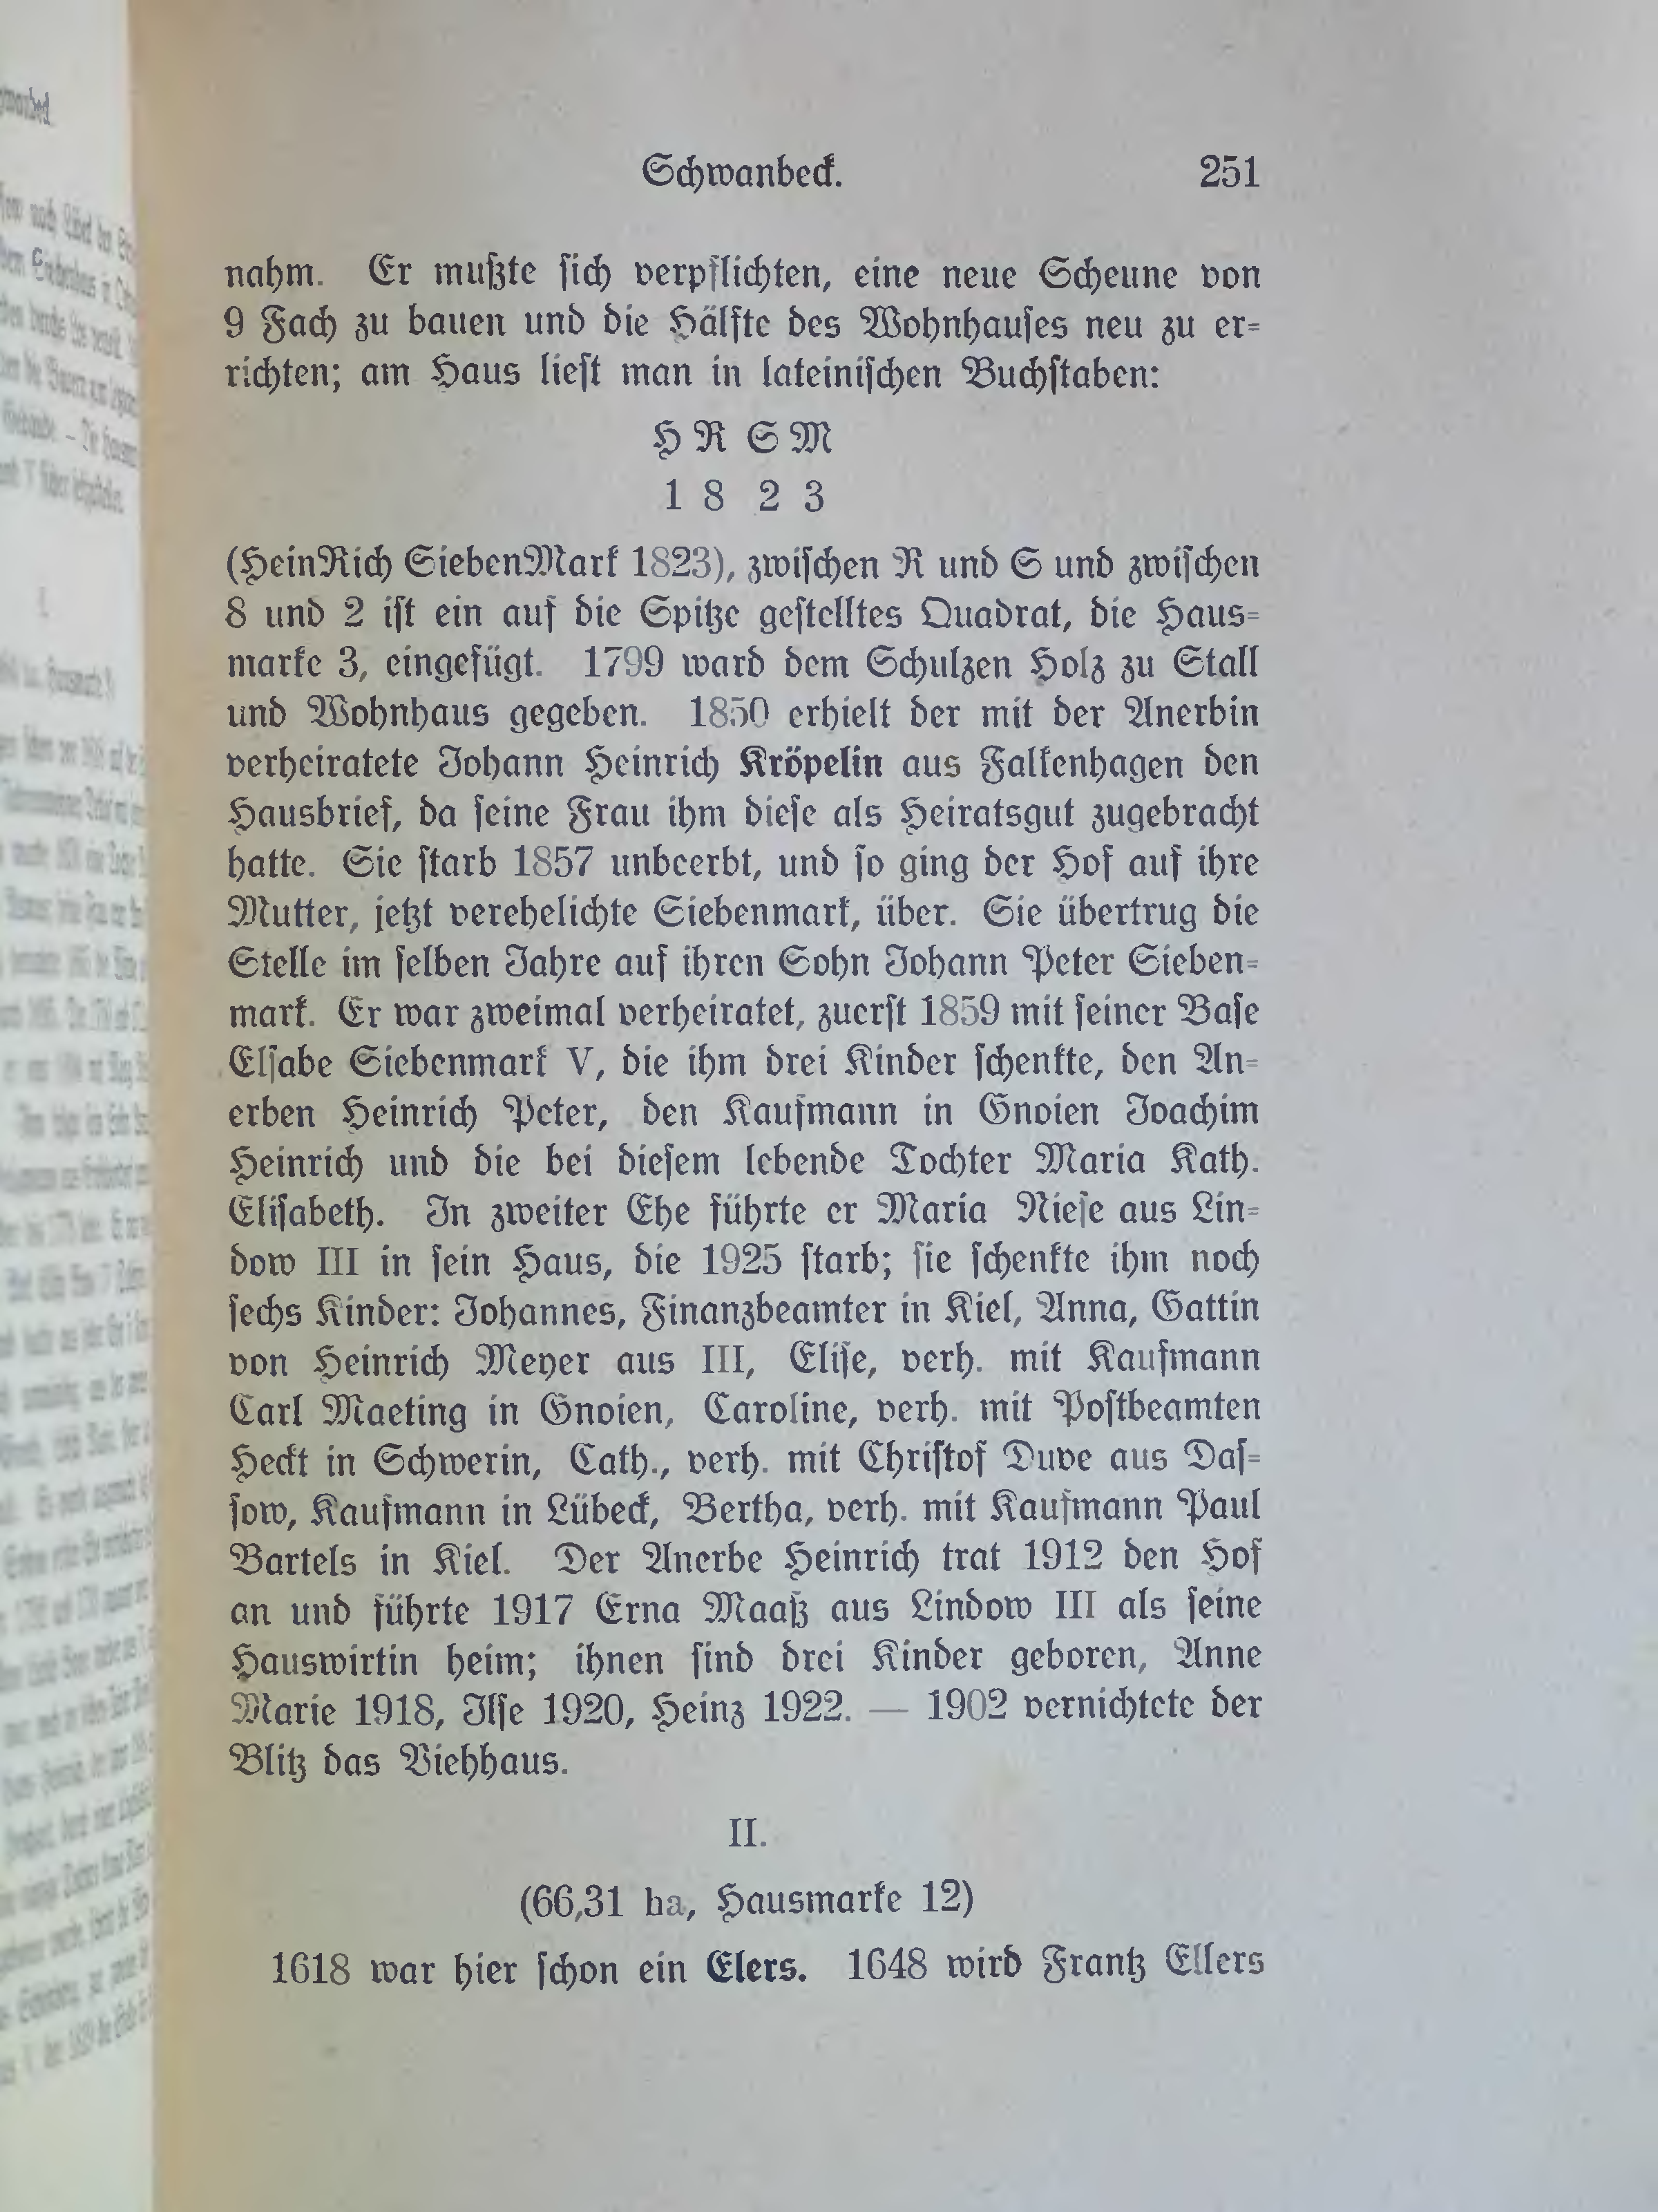 Schwanbeck. 251
nahm. Er mußte sich verpflichten, eine neue Scheune von
9 Fach zu bauen und die Hälfte des Wohnhauses neu zu er-
richten; am Haus liest man in lateinischen Buchstaben:
H R S M
1 8 2 3
(HeinRich SiebenMark 1823), zwischen R und S und zwischen
8 und 2 ist ein auf die Spitze gestelltes Quadrat, die Haus-
marke 3, eingefügt. 1799 ward dem Schulzen Holz zu Stall
und Wohnhaus gegeben. 1850 erhielt der mit der Anerbin
verheiratete Johann Heinrich Kröpelin aus Falkenhagen den
Hausbrief, da seine Frau ihm diese als Heiratsgut zugebracht
hatte. Sie starb 1857 unbeerbt, und so ging der Hof auf ihre
Mutter, jetzt verehelichte Siebenmark, über. Sie übertrug die
Stelle im selben Jahre auf ihren Sohn Johann Peter Sieben-
mark. Er war zweimal verheiratet, zuerst 1859 mit seiner Base
Elsabe Siebenmark V, die ihm drei Kinder schenkte, den An-
erben Heinrich Peter, den Kaufmann in Gnoien Joachim
Heinrich und die bei diesem lebende Tochter Maria Kath.
Elisabeth. In zweiter Ehe führte er Maria Niese aus Lin-
dow III in sein Haus, die 1925 starb; sie schenkte ihm noch
sechs Kinder: Johannes, Finanzbeamter in Kiel, Anna, Gattin
von Heinrich Meyer aus III, Elise, verh. mit Kaufmann
Carl Maeting in Gnoien, Caroline, verh. mit Postbeamten
Heckt in Schwerin, Cath., verh. mit Christof Duve aus Das-
sow, Kaufmann in Lübeck, Bertha, verh. mit Kaufmann Paul
Bartels in Kiel. Der Anerbe Heinrich trat 1912 den Hof
an und führte 1917 Erna Maaß aus Lindow III als seine
Hauswirtin heim; ihnen sind drei Kinder geboren, Anne
Marie 1918, Ilse 1920, Heinz 1922. — 1902 vernichtete der
Blitz das Viehhaus.
II.
(66,31 ha, Hausmarke 12)
1618 war hier schon ein Elers. 1648 wird Frantz Ellers